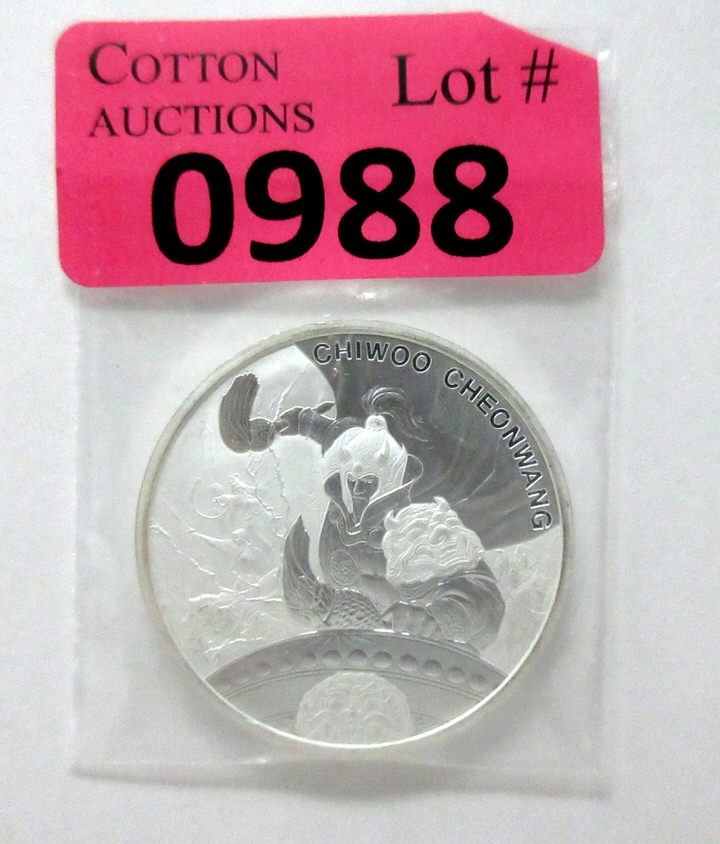 COTTON
AUCTIONS
Lot #
0988
CHIWOO CHEONWANG